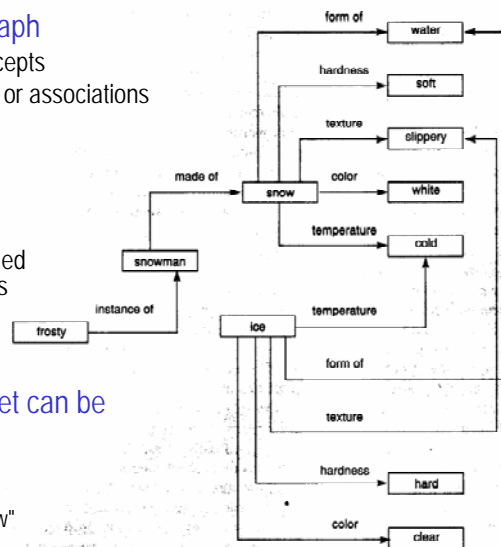 aph
cepts
or associations
ed
s
et can be
w"
form of
water
hardness
soft
texture
slippery
made of
snow
color
white
temperature
cold
snowman
instance of
frosty
ice
temperature
form of
texture
hardness
hard
color
clear